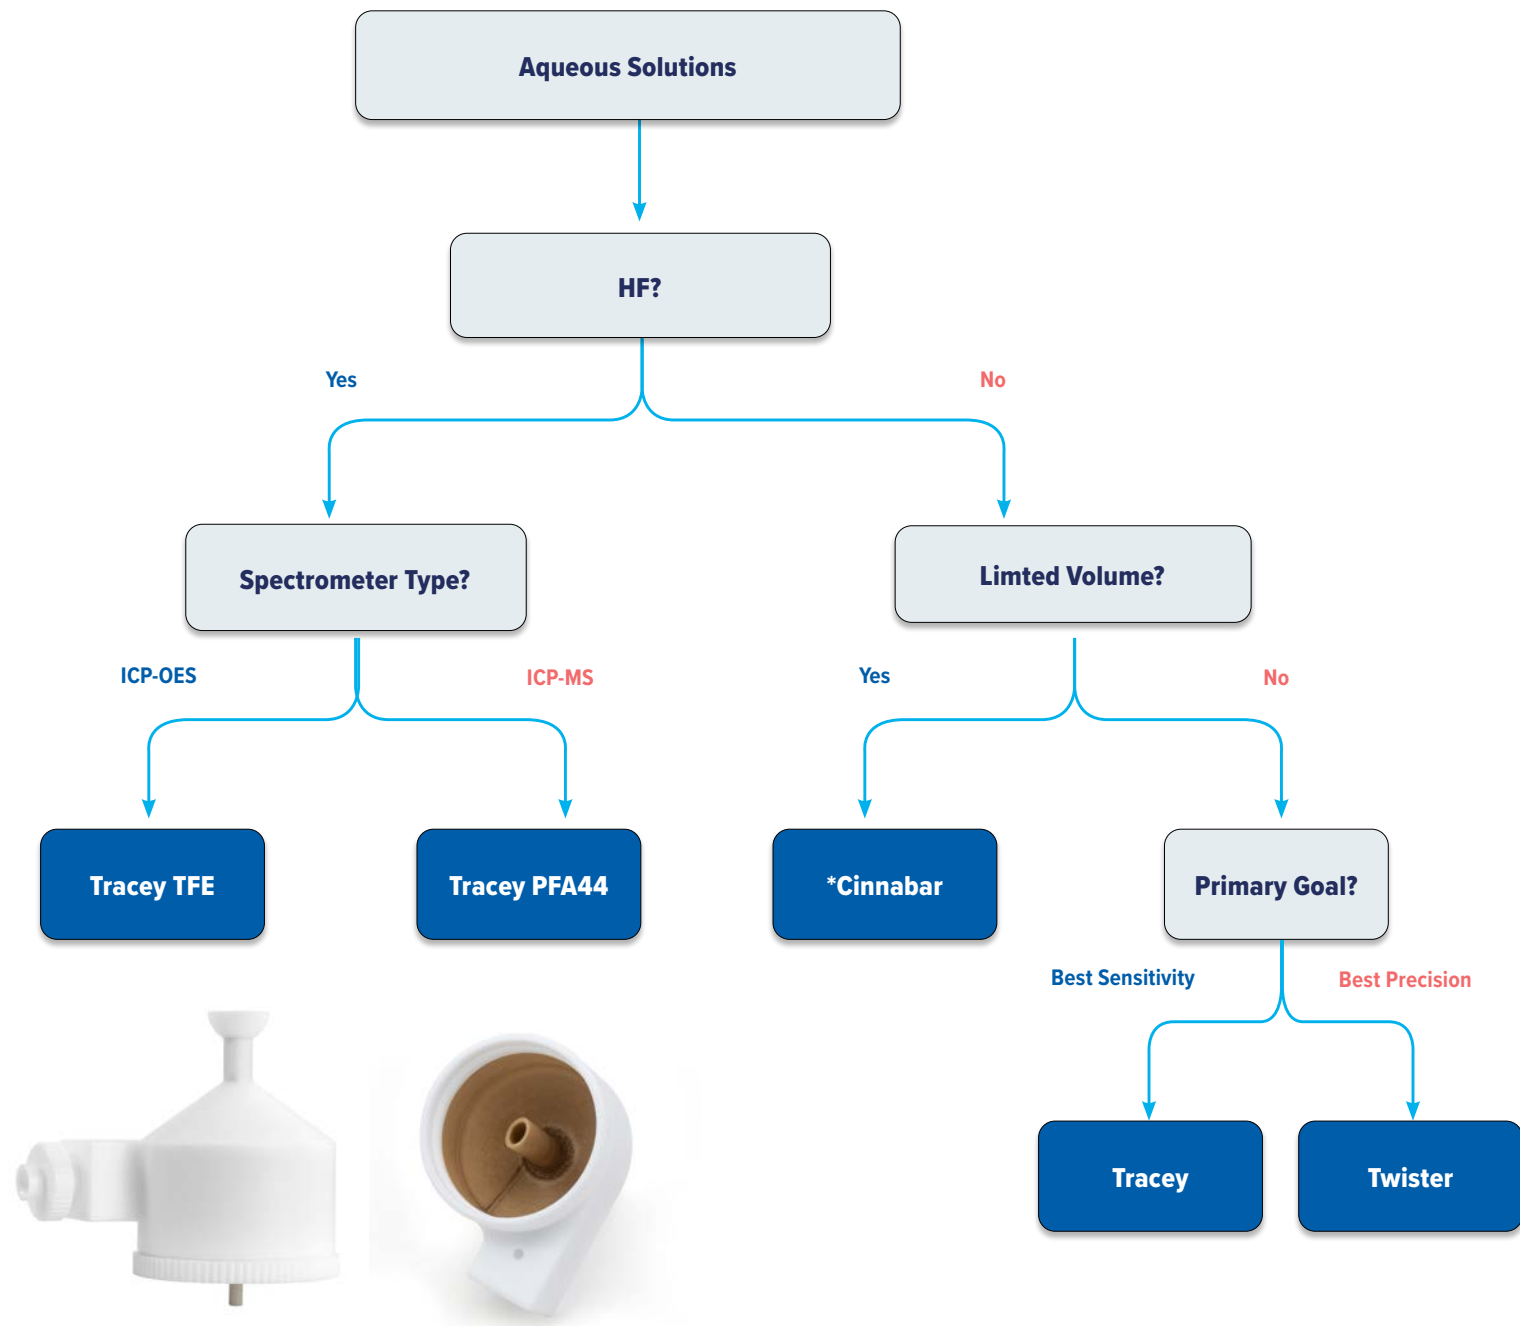 Aqueous Solutions
HF?
Yes
No
Spectrometer Type?
Limted Volume?
ICP-OES
ICP-MS
Yes
No
Tracey TFE
Tracey PFA44
*Cinnabar
Primary Goal?
Best Sensitivity
Best Precision
Tracey
Twister